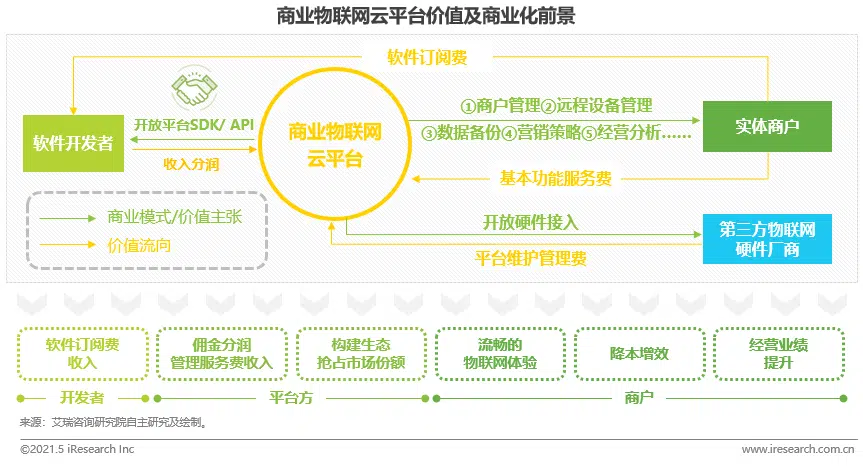 商业物联网云平台价值及商业化前景
软件订阅费
①商户管理②远程设备管理
开放平台SDK/ API
软件开发者
商业物联网
云平台
③数据备份④营销策略⑤经营分析……
实体商户
收入分润
基本功能服务费
商业模式/价值主张
价值流向
开放硬件接入
第三方物联网
硬件厂商
平台维护管理费
软件订阅费
收入
佣金分润
管理服务费收入
构建生态
抢占市场份额
流畅的
物联网体验
降本增效
经营业绩
提升
开发者
平台方
商户
来源：艾瑞咨询研究院自主研究及绘制。
©2021.5 iResearch Inc
www.iresearch.com.cn